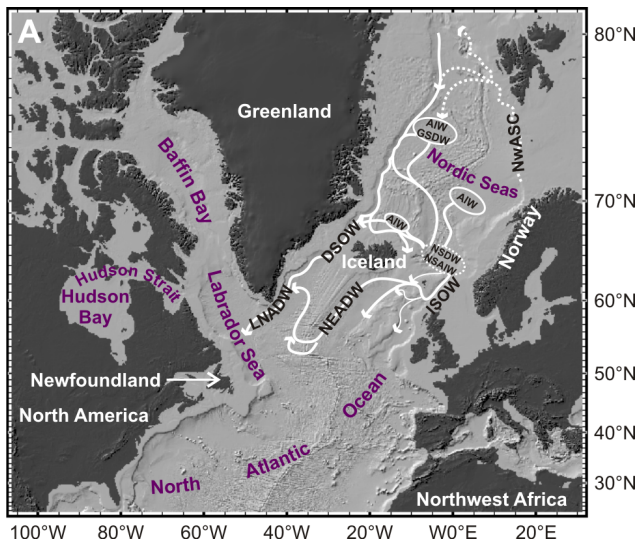 A
80°N
Greenland
AIW
GSDW
NwASC
Nordic Seas
Baffin Bay
AIW
70°N
AIW
Norway
DSOW
Iceland
NSDW
NSAIW
Hudson Strait
Hudson
Bay
Labrador Sea
LNADW
NEADW
ISOW
60°N
Newfoundland
50°N
North America
Ocean
40°N
Atlantic
North
30°N
Northwest Africa
100°W
80°W
60°W
40°W
20°W
W0°E
20°E